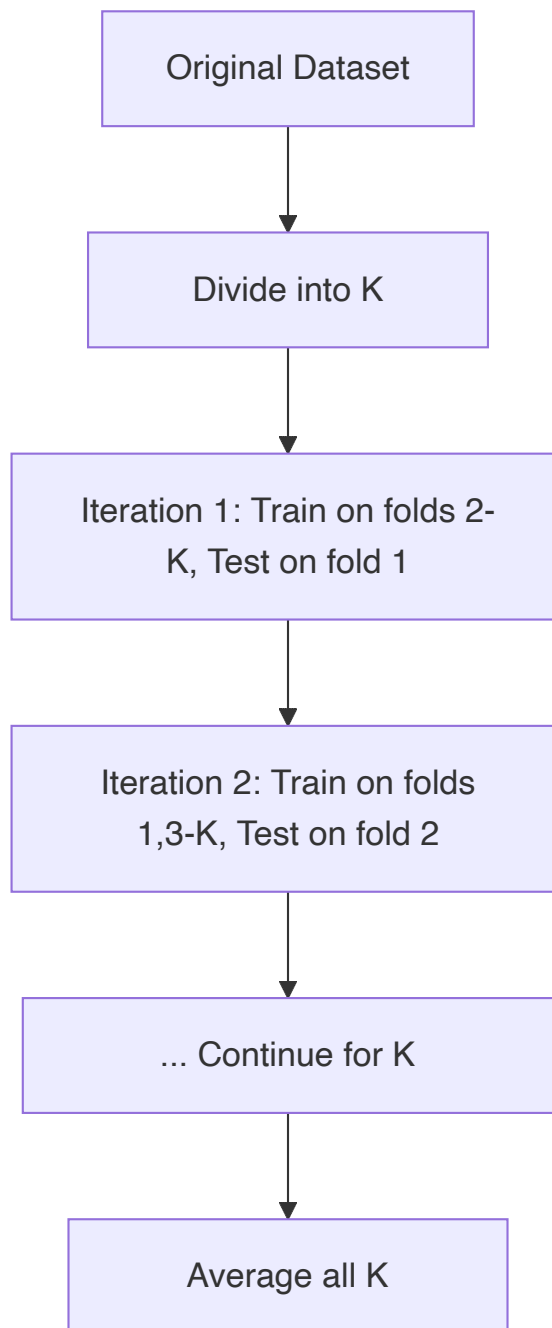 Original Dataset
Divide into K
Iteration 1: Train on folds 2-
K, Test on fold 1
Iteration 2: Train on folds
1,3-K, Test on fold 2
... Continue for K
Average all K